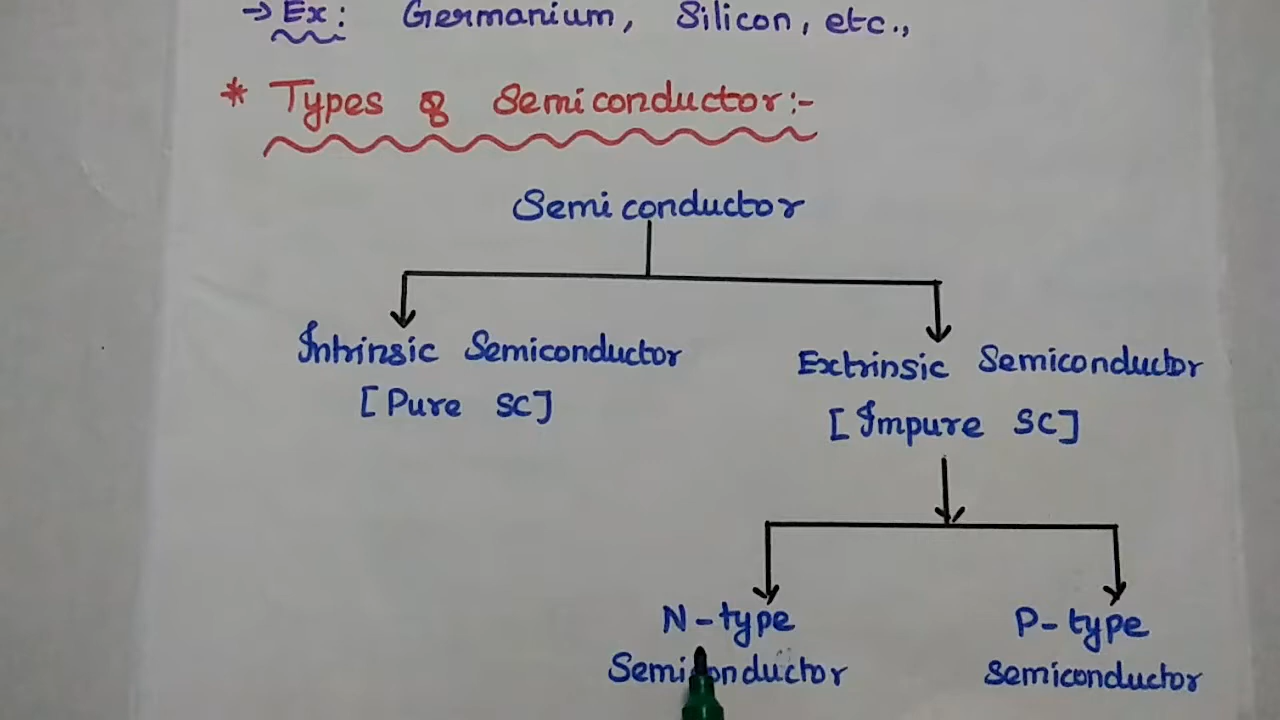 → Ex: Germanium, Silicon, etc.,
* Types of Semiconductor:-
Semiconductor
Intrinsic Semiconductor
[Pure SC]
Extrinsic Semiconductor
[Impure SC]
N-type
Semiconductor
P-type
Semiconductor